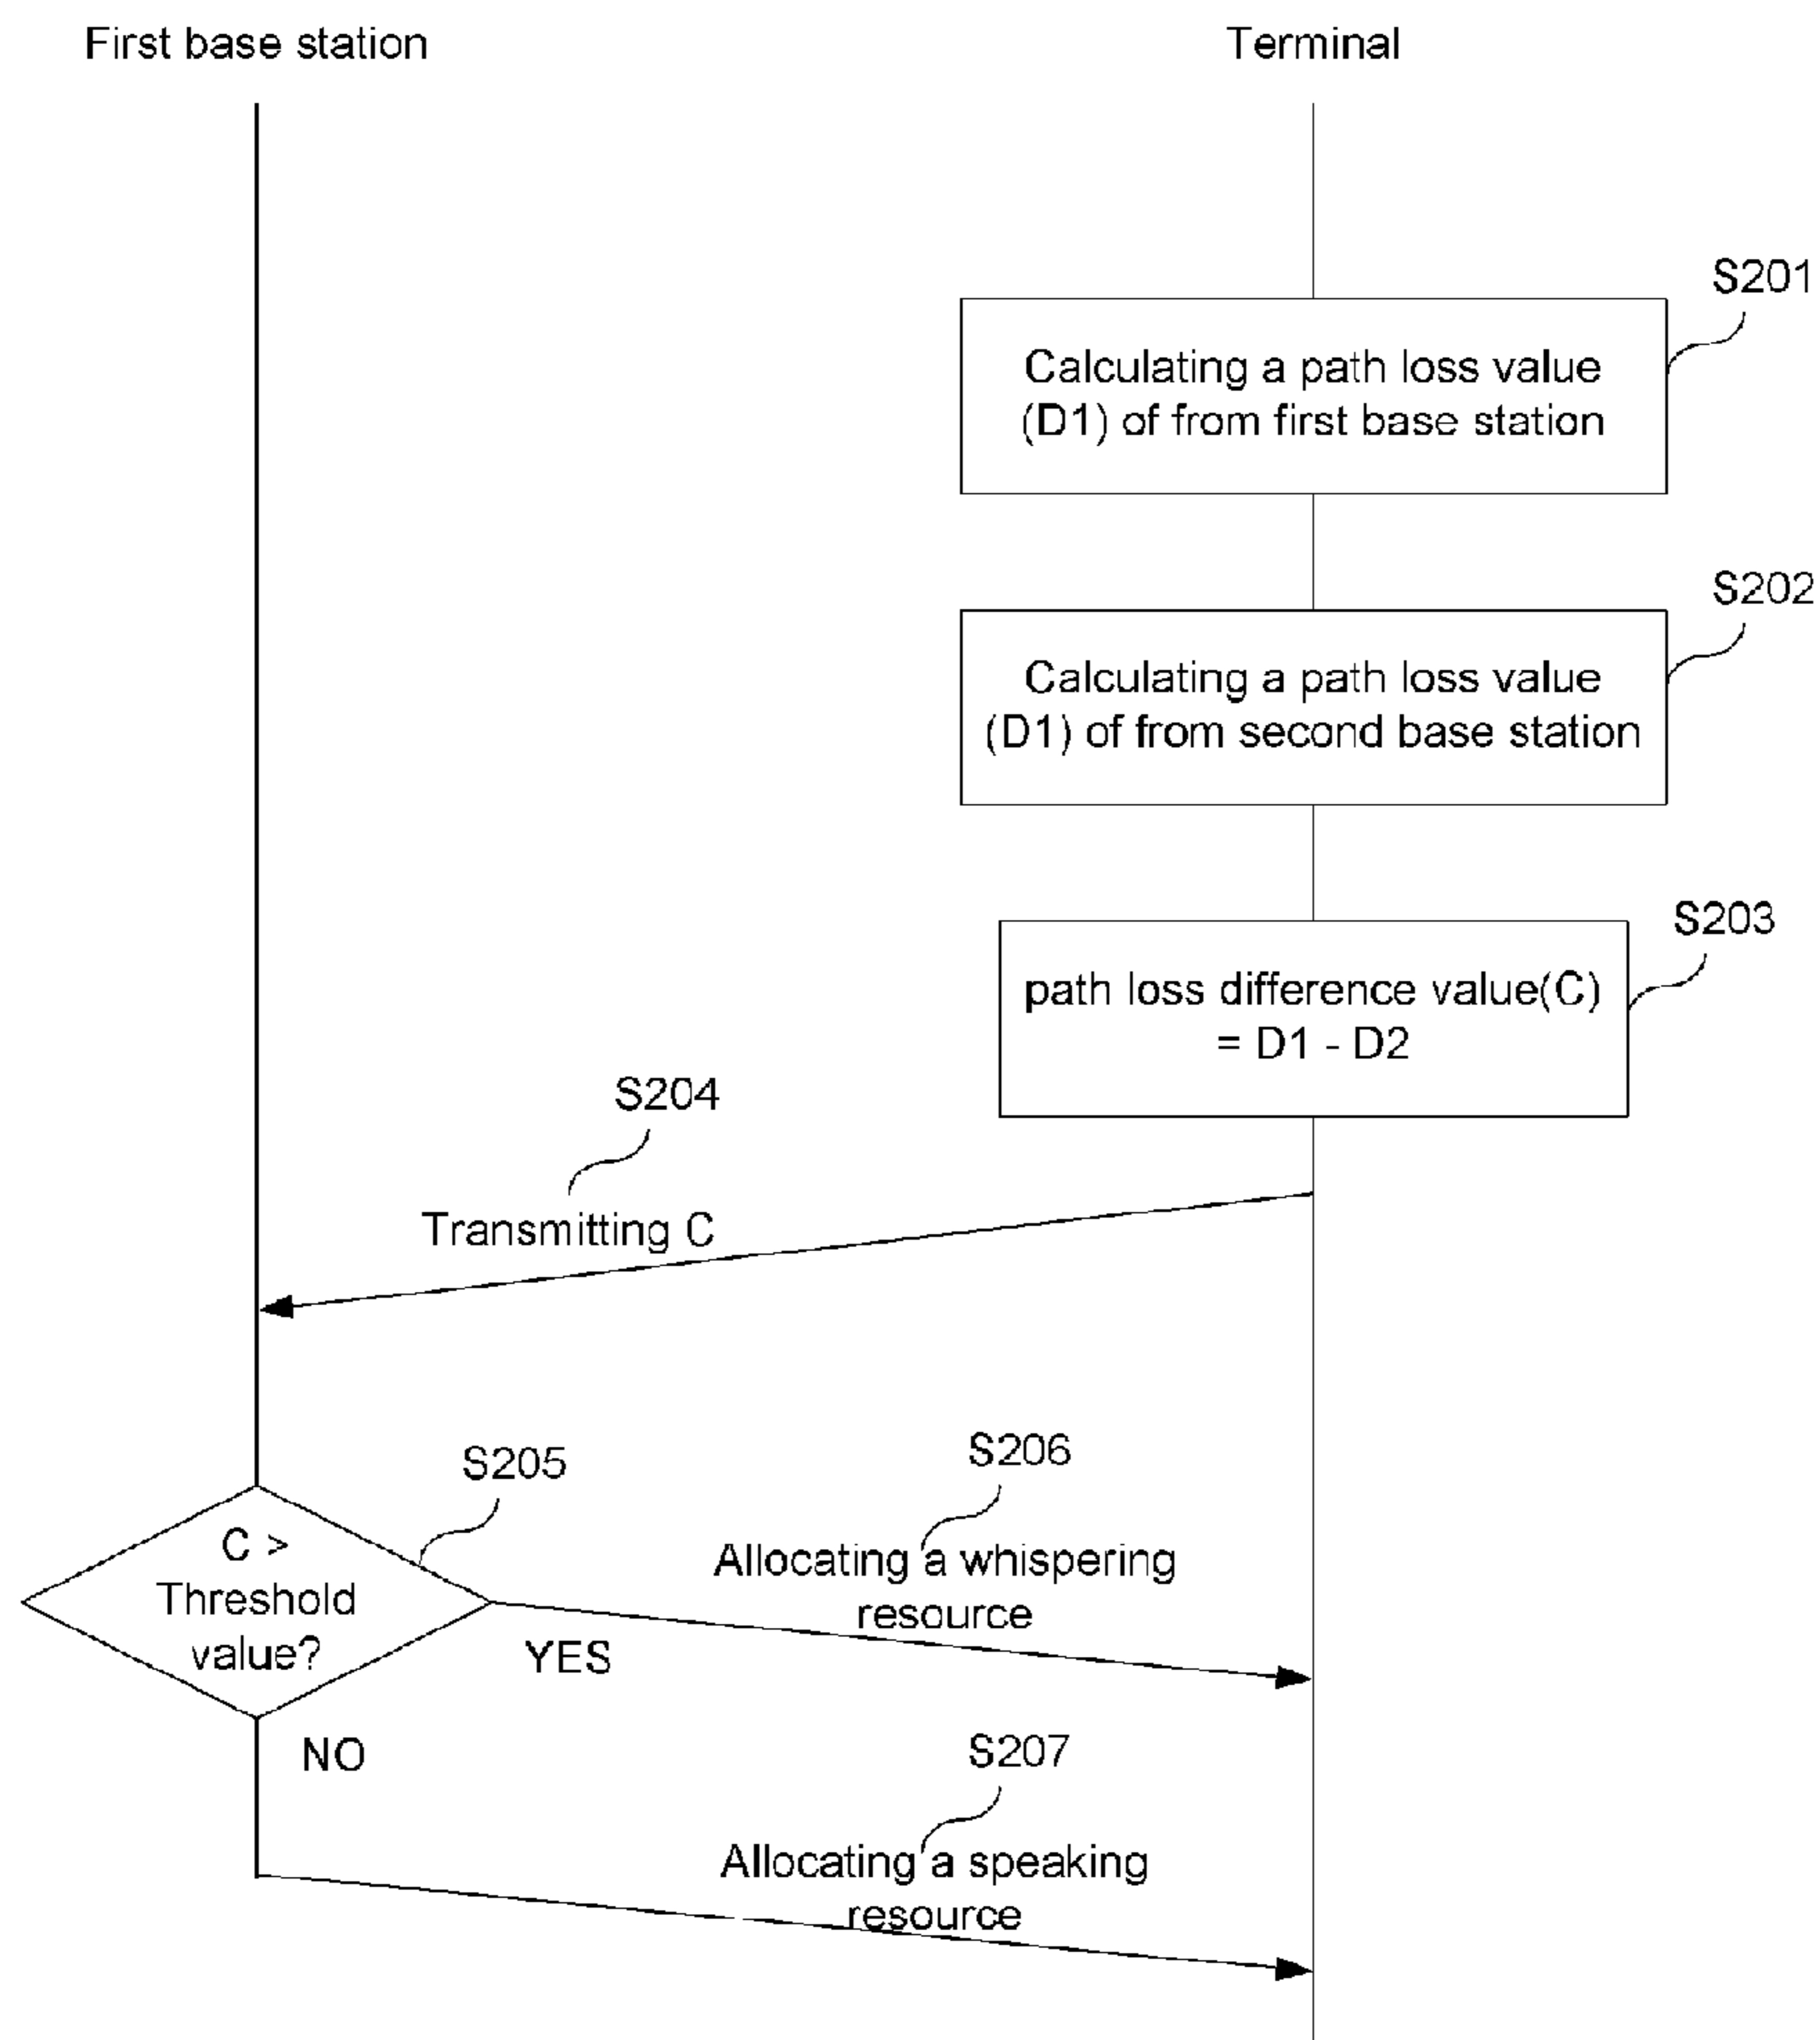 First base station
Terminal
S201
Calculating a path loss value
(D1) of from first base station
S202
Calculating a path loss value
(D1) of from second base station
S203
path loss difference value(C)
= D1 - D2
S204
Transmitting C
S205
C >
Threshold
value?
YES
NO
S206
Allocating a whispering
resource
S207
Allocating a speaking
resource